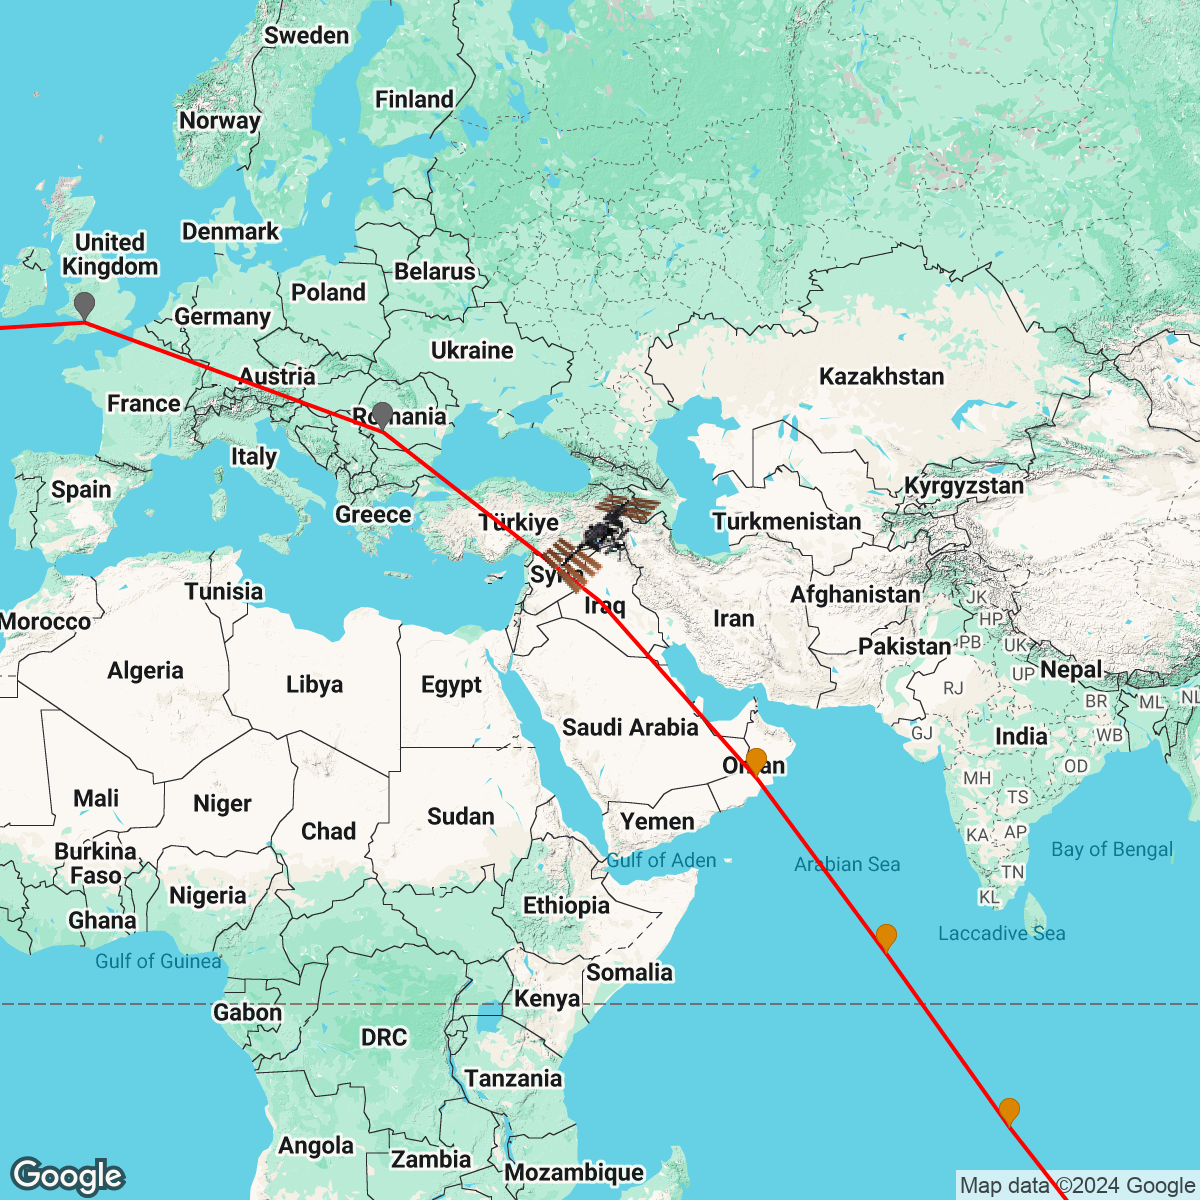 Sweden
Finland
Norway
Denmark
United
Kingdom
Belarus
Poland
Germany
Ukraine
Austria
Kazakhstan
France
Romania
Italy
Kyrgyzstan
Spain
Greece
Türkiye
Turkmenistan
Syria
Tunisia
Iraq
Afghanistan
JK
Morocco
Iran
HP
Pakistan
PB
UK
Algeria
Libya
Egypt
Nepal
UP
RJ
BR
ML
NL
Saudi Arabia
GJ
India
WB
Oman
OD
MH
Mali
Niger
TS
Chad
Sudan
Yemen
KA
AP
Burkina
Faso
Gulf of Aden
Arabian Sea
Bay of Bengal
TN
Nigeria
KL
Ethiopia
Ghana
Laccadive Sea
Gulf of Guinea
Somalia
Kenya
Gabon
DRC
Tanzania
Angola
Zambia
Mozambique
Google
Map data ©2024 Google